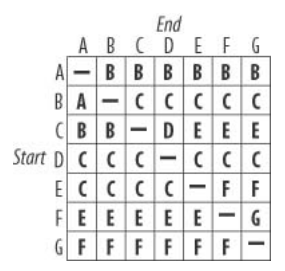 End
A B C D E F G
A — B B B B B B
B A — C C C C C
C B B — D E E E
Start D C C C — C C C
E C C C C — F F
F E E E E E — G
G F F F F F F —